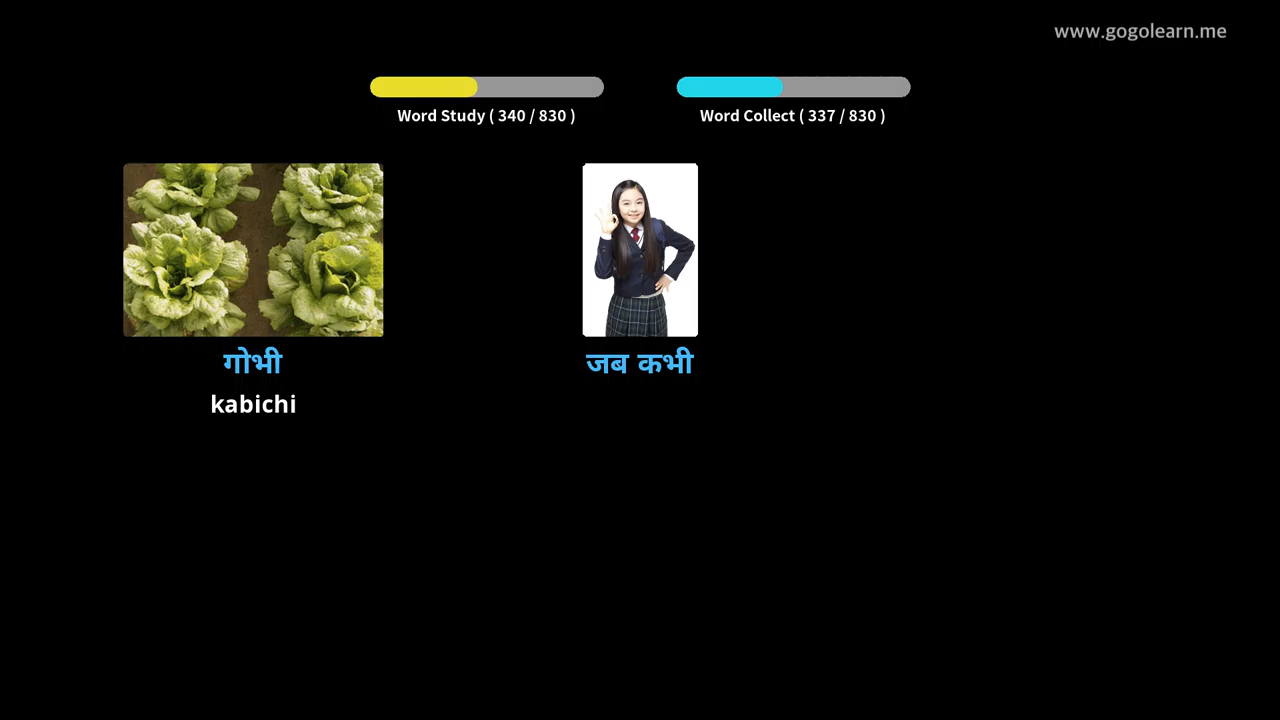 www.gogolearn.me
Word Study ( 340 / 830 )
Word Collect ( 337 / 830 )
गोभी
kabichi
जब कभी